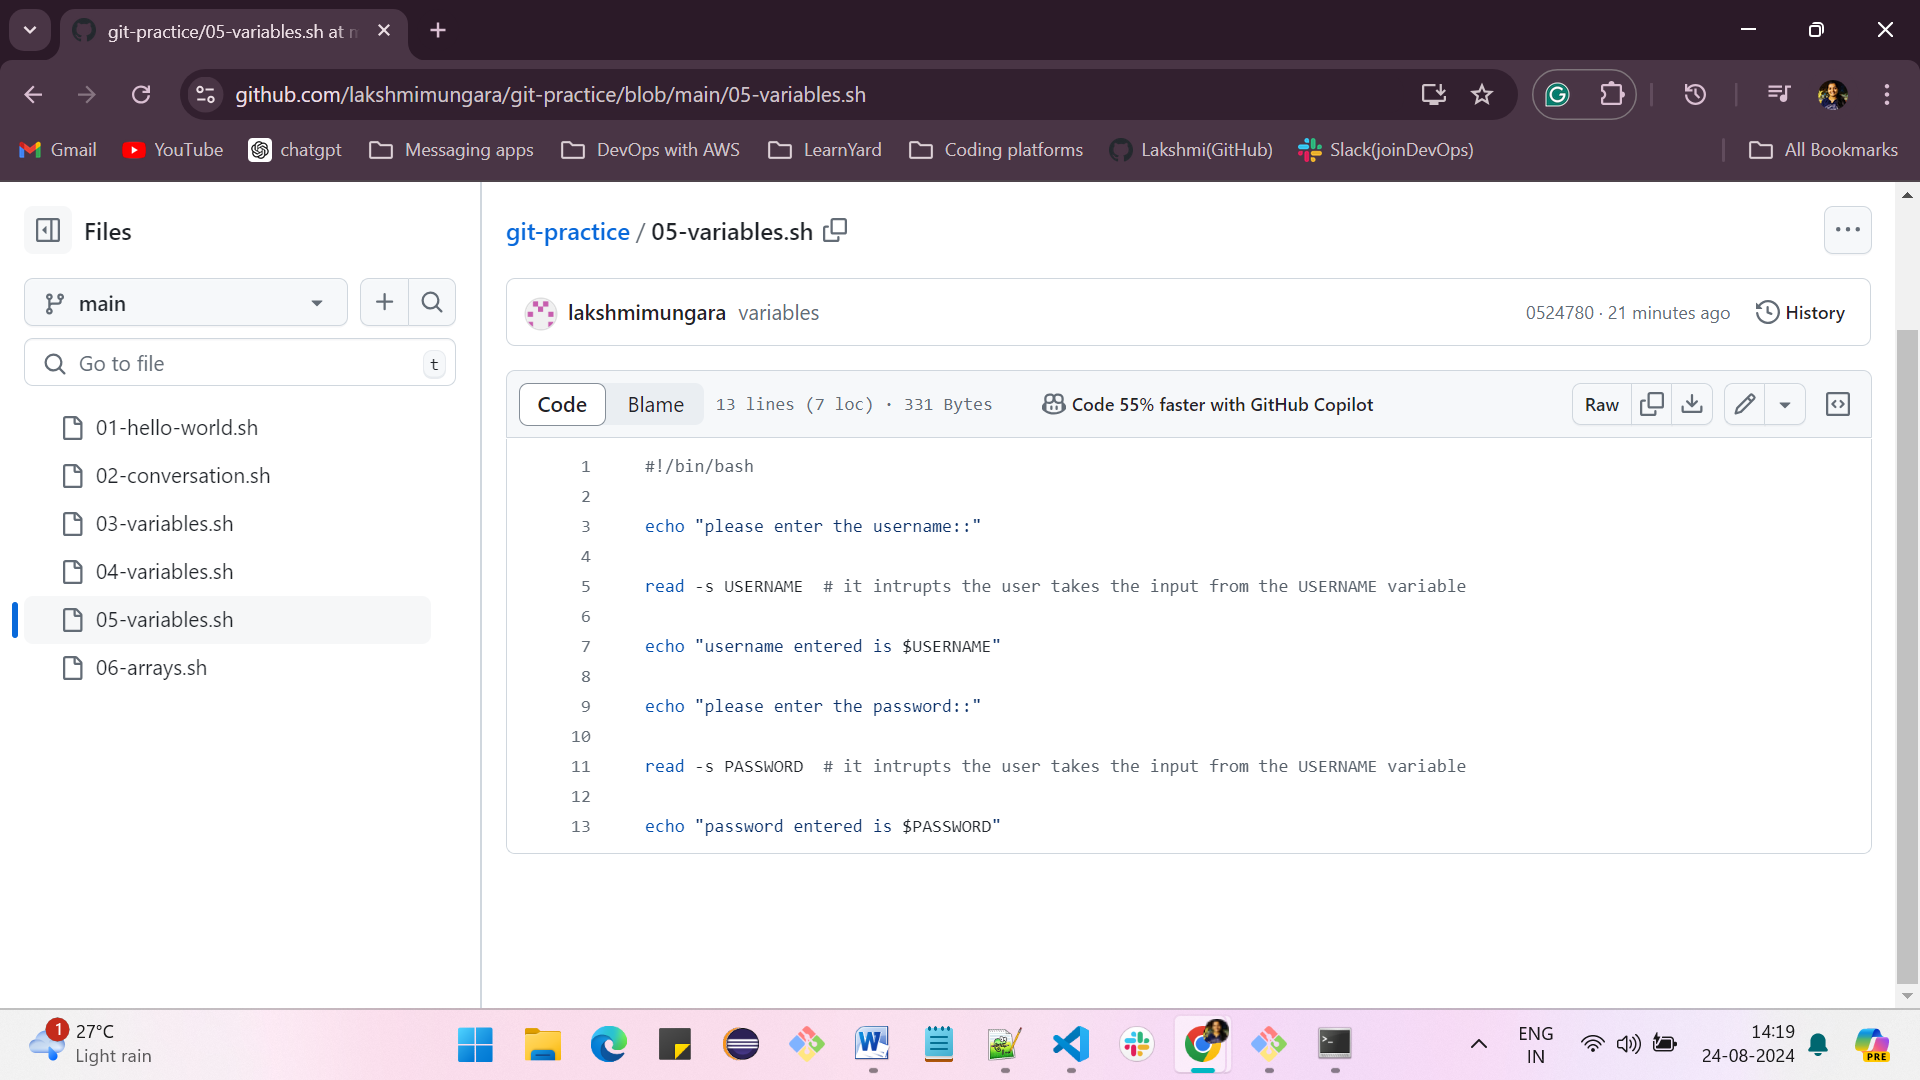 git-practice/05-variables.sh at m
github.com/lakshmimungara/git-practice/blob/main/05-variables.sh
Gmail
YouTube
chatgpt
Messaging apps
DevOps with AWS
LearnYard
Coding platforms
Lakshmi(GitHub)
Slack(joinDevOps)
All Bookmarks
Files
main
Go to file
t
01-hello-world.sh
02-conversation.sh
03-variables.sh
04-variables.sh
05-variables.sh
06-arrays.sh
git-practice / 05-variables.sh
lakshmimungara variables
0524780 · 21 minutes ago
History
Code
Blame
13 lines (7 loc) · 331 Bytes
Code 55% faster with GitHub Copilot
Raw
1 #!/bin/bash
2
3 echo "please enter the username::"
4
5 read -s USERNAME  # it intrupts the user takes the input from the USERNAME variable
6
7 echo "username entered is $USERNAME"
8
9 echo "please enter the password::"
10
11 read -s PASSWORD  # it intrupts the user takes the input from the USERNAME variable
12
13 echo "password entered is $PASSWORD"
1
27°C
Light rain
ENG
IN
14:19
24-08-2024
PRE